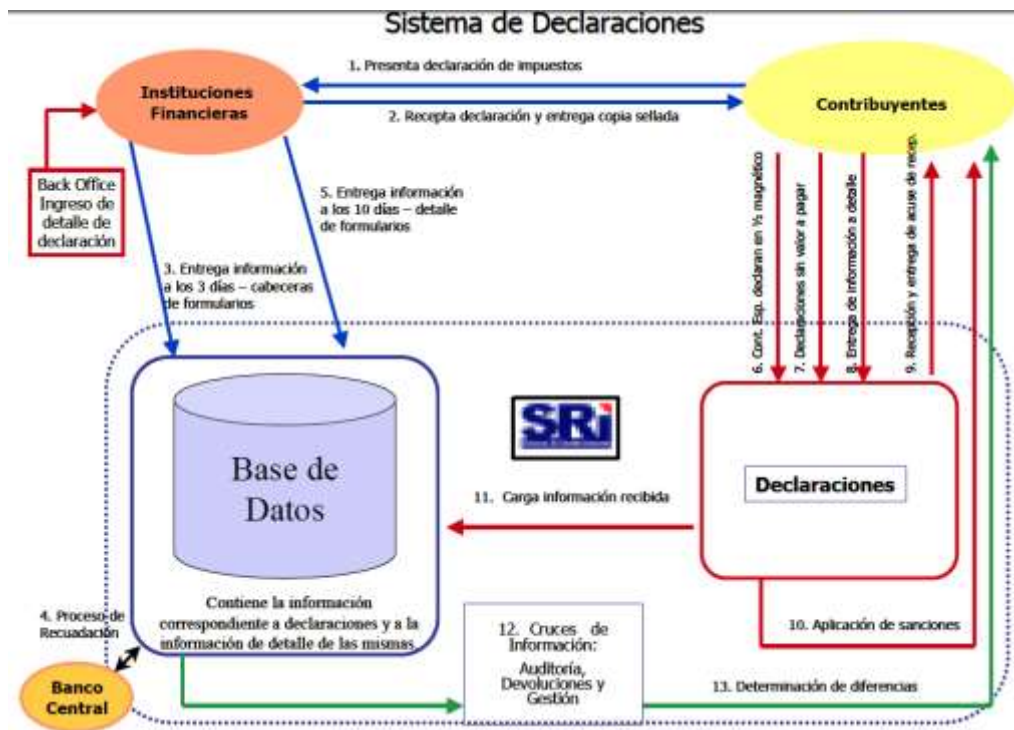 Sistema de Declaraciones
1. Presenta declaración de impuestos
Instituciones
Financieras
Contribuyentes
2. Recepta declaración y entrega copia sellada
Back Office
Ingreso de
detalle de
declaración
5. Entrega información
a los 10 días – detalle
de formularios
3. Entrega información
a los 3 días – cabeceras
de formularios
6. Cont. Esp. declaran en ½ magnético
7. Declaraciones sin valor a pagar
8. Entrega de información a detalle
9. Recepción y entrega de acuse de recep.
SRi
Base de
Datos
Declaraciones
11. Carga información recibida
Contiene la información
correspondiente a declaraciones y a la
información de detalle de las mismas
4. Proceso de
Recuadación
Banco
Central
12. Cruces de
Información:
Auditoría,
Devoluciones y
Gestión
10. Aplicación de sanciones
13. Determinación de diferencias